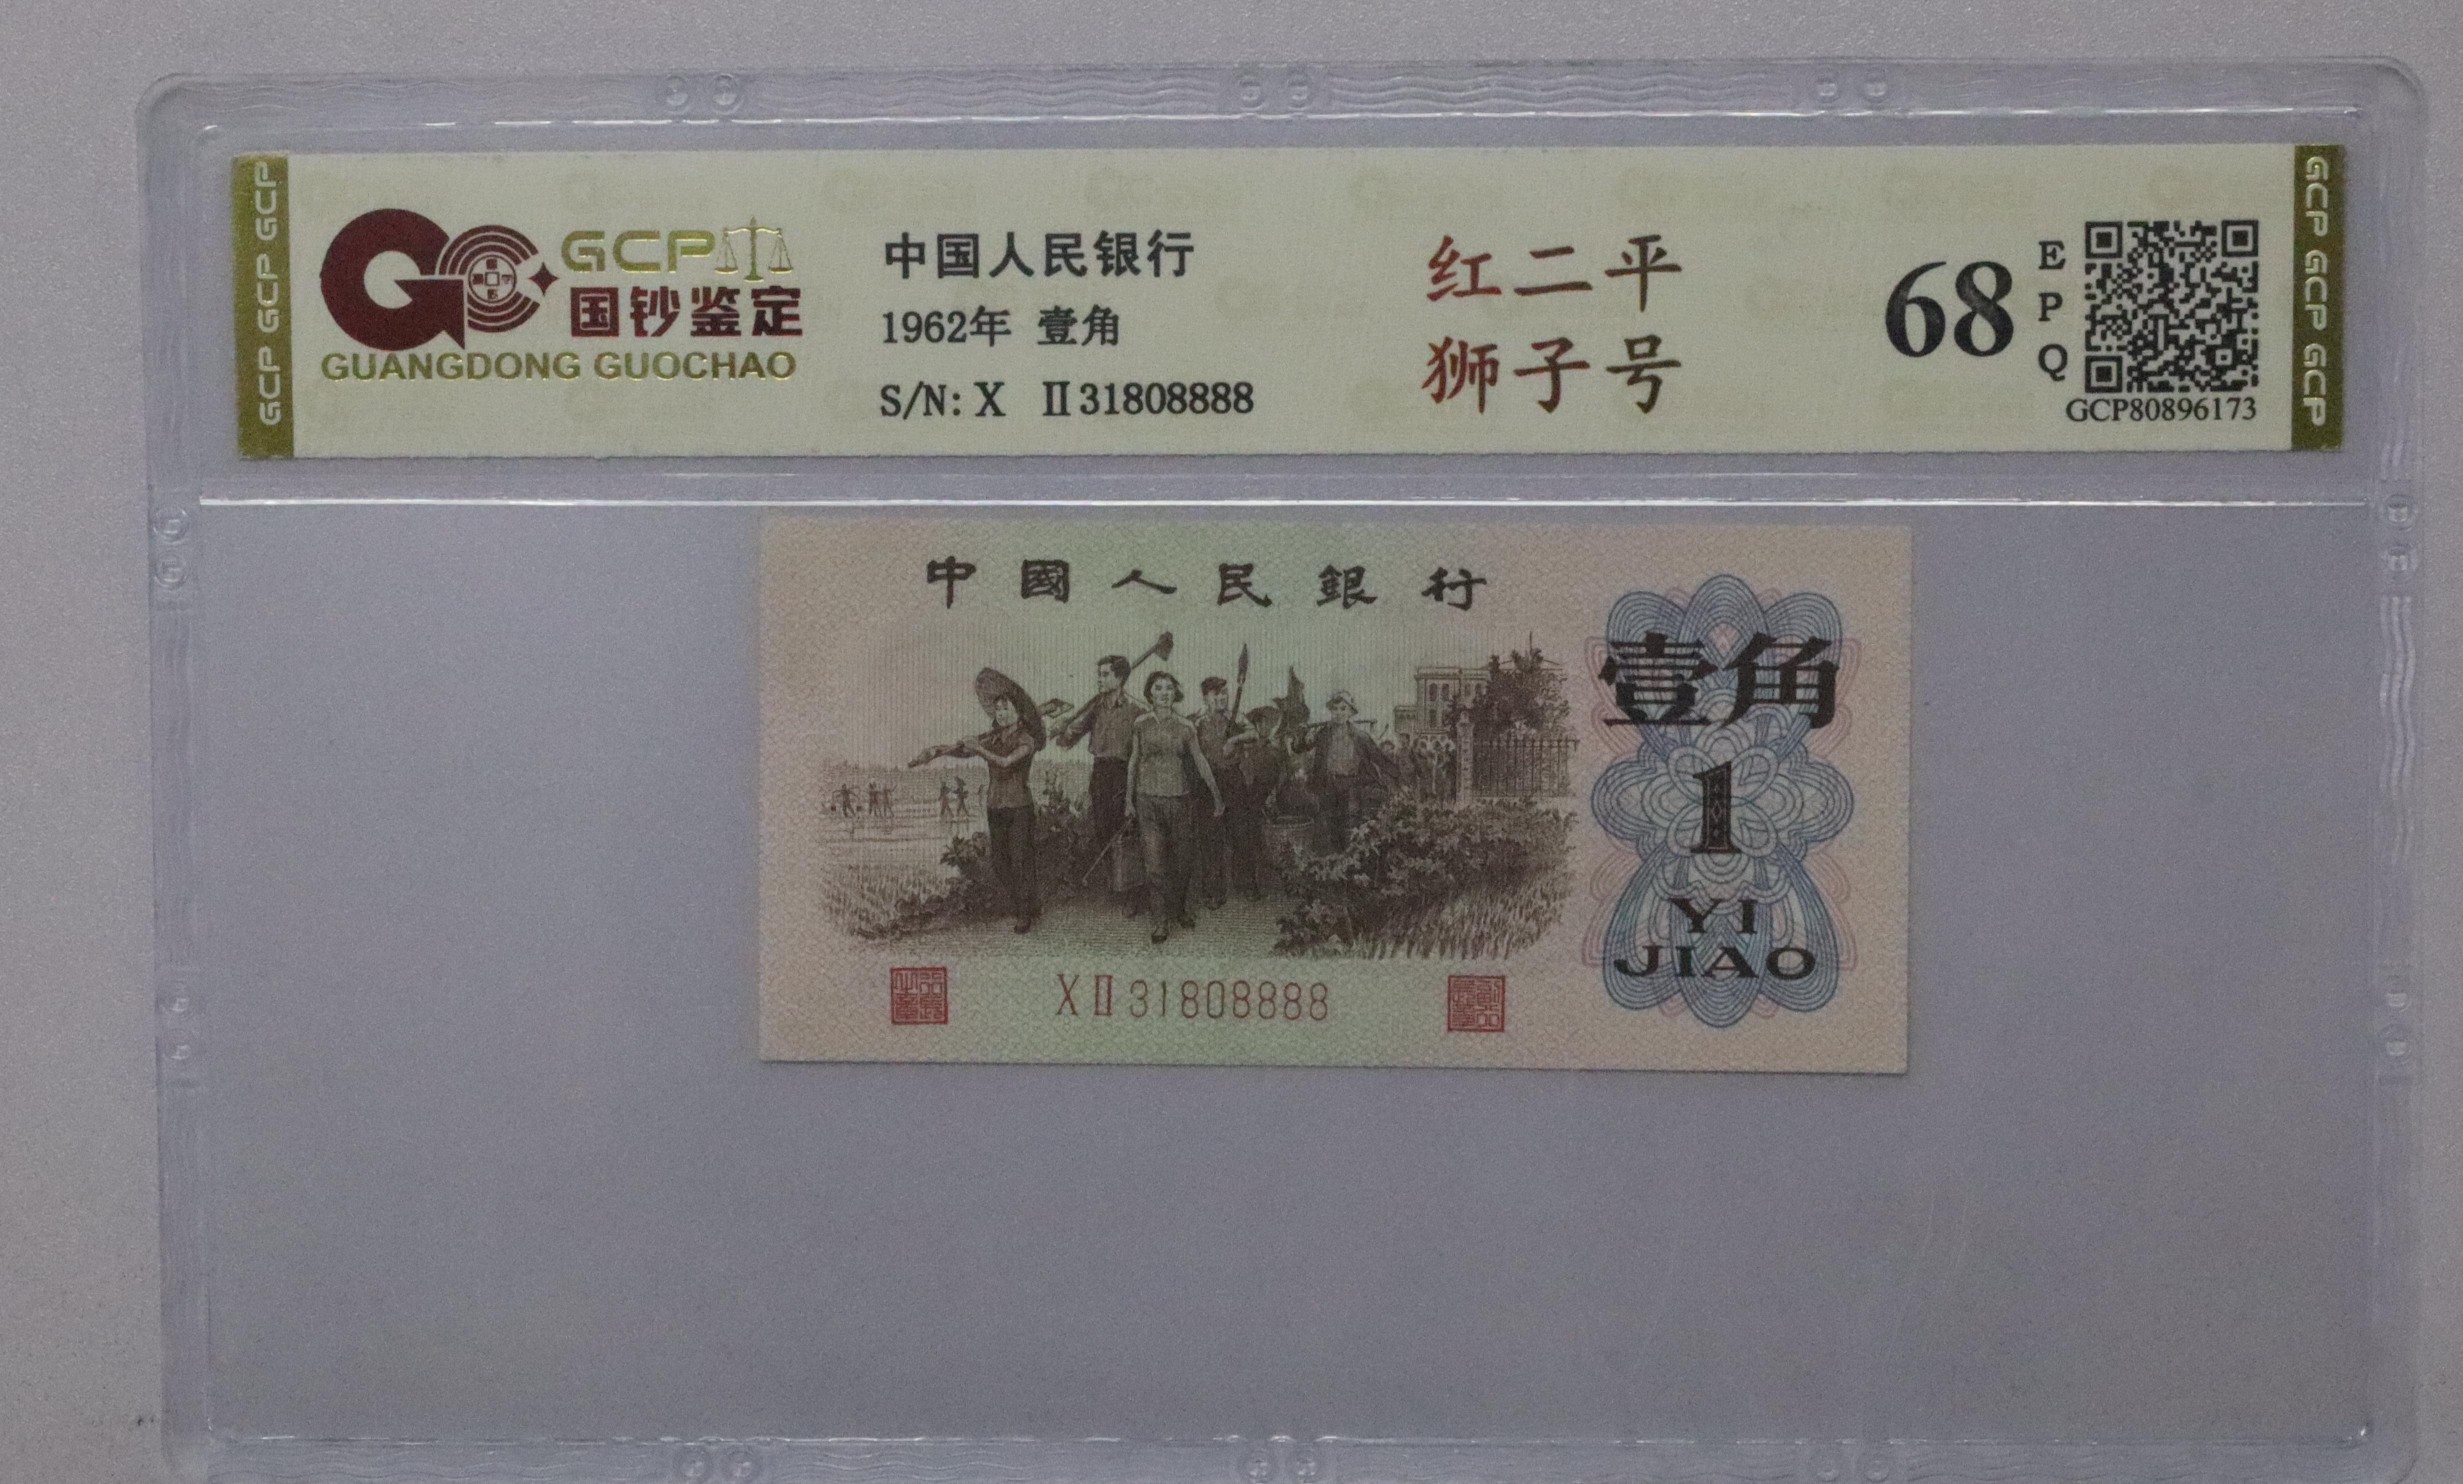 GCP GCP GCP
GCP
国钞鉴定
GUANGDONG GUOCHAO
中国人民银行
1962年 壹角
S/N: X Ⅱ31808888
红二平
狮子号
68
EPQ
GCP80896173
GCP GCP GCP
中國人民銀行
壹角
1
YI
JIAO
XⅡ31808888